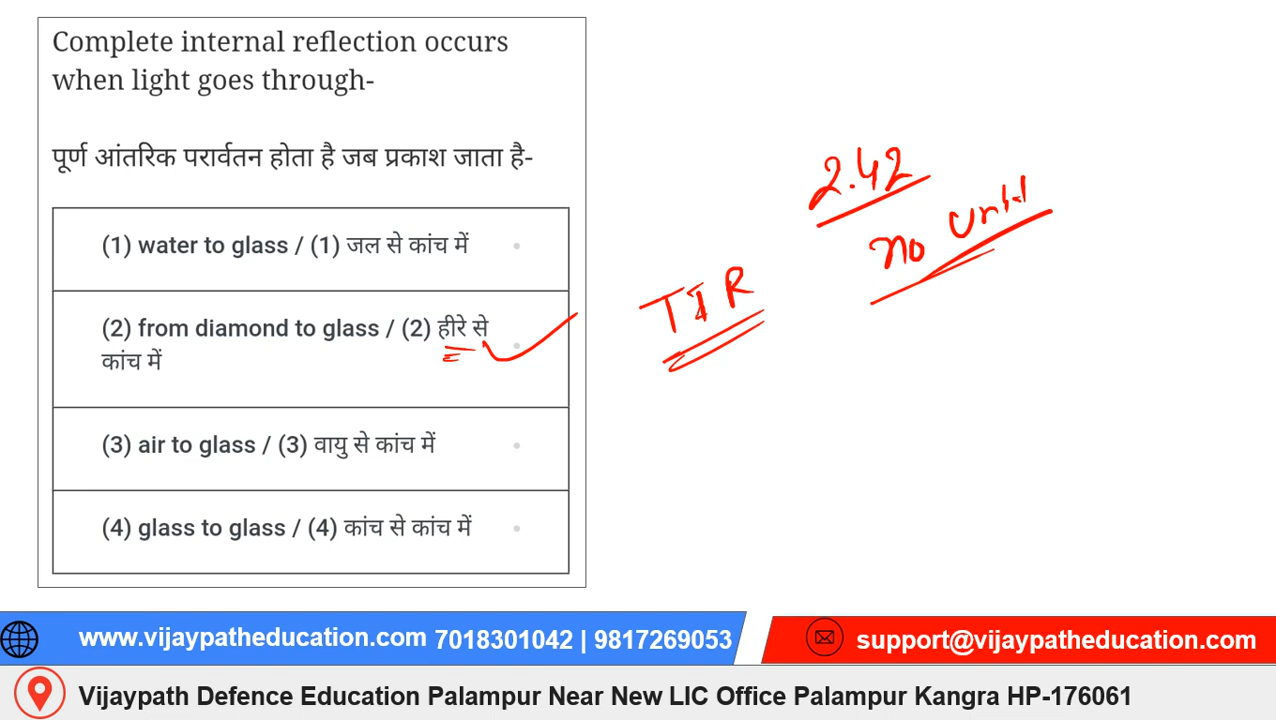 Complete internal reflection occurs
when light goes through-
पूर्ण आंतरिक परार्वतन होता है जब प्रकाश जाता है-
(1) water to glass / (1) जल से कांच में
(2) from diamond to glass / (2) हीरे से
कांच में
(3) air to glass / (3) वायु से कांच में
(4) glass to glass / (4) कांच से कांच में
2.42
no
TIR
www.vijaypatheducation.com 7018301042 | 9817269053
support@vijaypatheducation.com
Vijaypath Defence Education Palampur Near New LIC Office Palampur Kangra HP-176061